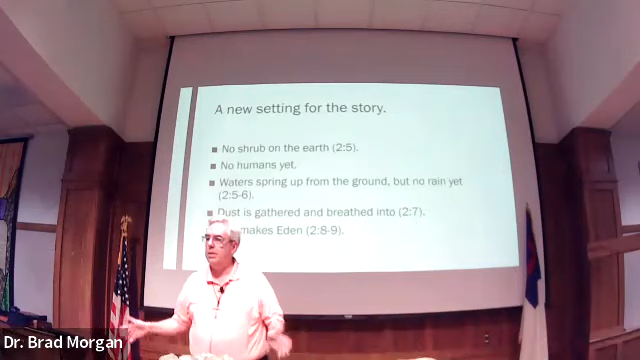 A new setting for the story.
■ No shrub on the earth (2:5).
■ No humans yet.
■ Waters spring up from the ground, but no rain yet
(2:5-6).
■ Dust is gathered and breathed into (2:7).
makes Eden (2:8-9).
Dr. Brad Morgan